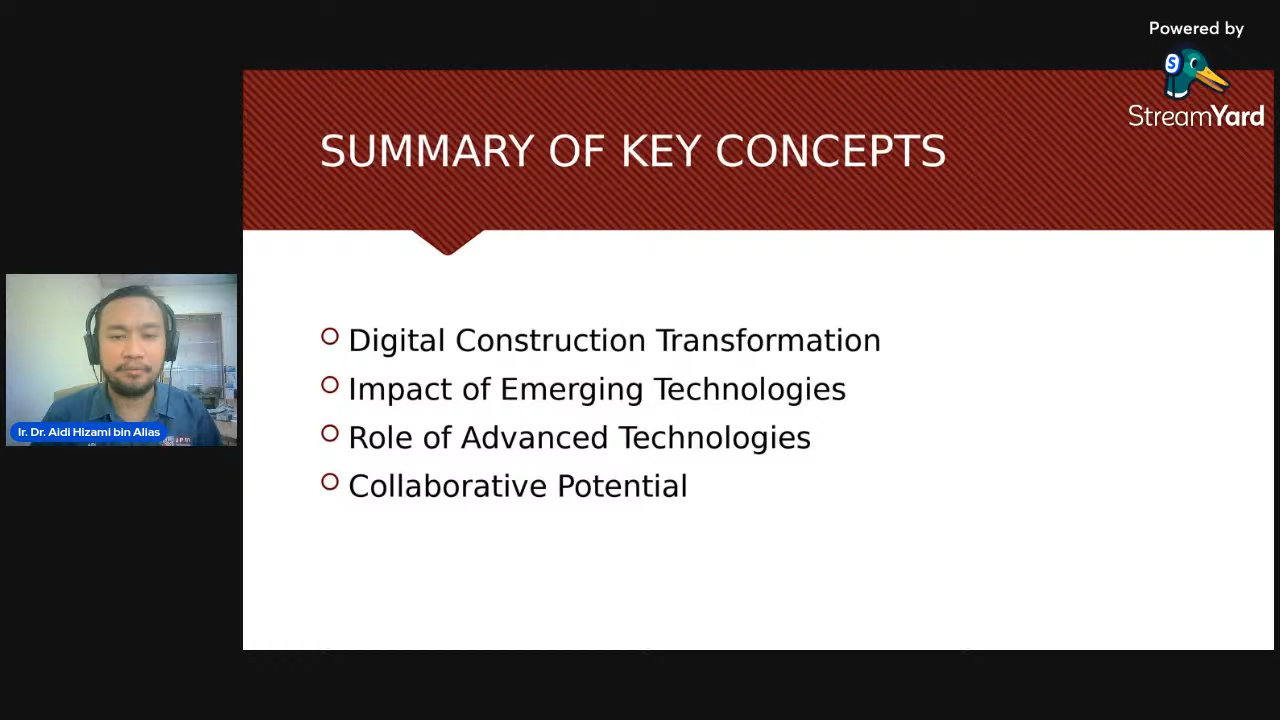 Powered by
S
StreamYard
SUMMARY OF KEY CONCEPTS
Digital Construction Transformation
Impact of Emerging Technologies
Role of Advanced Technologies
Collaborative Potential
Ir. Dr. Aidi Hizami bin Alias